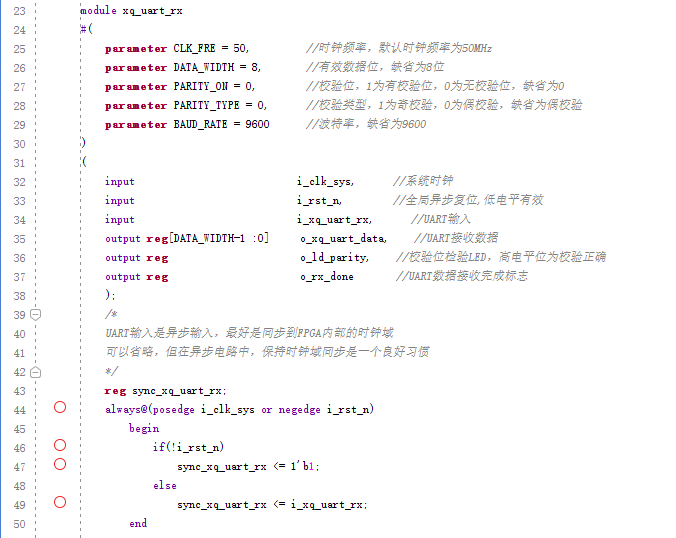 23 module xq_uart_rx
24 #(
25 parameter CLK_FRE = 50, //时钟频率，默认时钟频率为50MHz
26 parameter DATA_WIDTH = 8, //有效数据位，缺省为8位
27 parameter PARITY_ON = 0, //校验位，1为有校验位，0为无校验位，缺省为0
28 parameter PARITY_TYPE = 0, //校验类型，1为奇校验，0为偶校验，缺省为偶校验
29 parameter BAUD_RATE = 9600 //波特率，缺省为9600
30 )
31 (
32 input i_clk_sys, //系统时钟
33 input i_rst_n, //全局异步复位,低电平有效
34 input i_xq_uart_rx, //UART输入
35 output reg[DATA_WIDTH-1 :0] o_xq_uart_data, //UART接收数据
36 output reg o_ld_parity, //校验位检验LED，高电平位为校验正确
37 output reg o_rx_done //UART数据接收完成标志
38 );
39 /*
40 UART输入是异步输入，最好是同步到FPGA内部的时钟域
41 可以省略，但在异步电路中，保持时钟域同步是一个良好习惯
42 */
43 reg sync_xq_uart_rx;
44 always@(posedge i_clk_sys or negedge i_rst_n)
45 begin
46 if(!i_rst_n)
47 sync_xq_uart_rx <= 1'b1;
48 else
49 sync_xq_uart_rx <= i_xq_uart_rx;
50 end